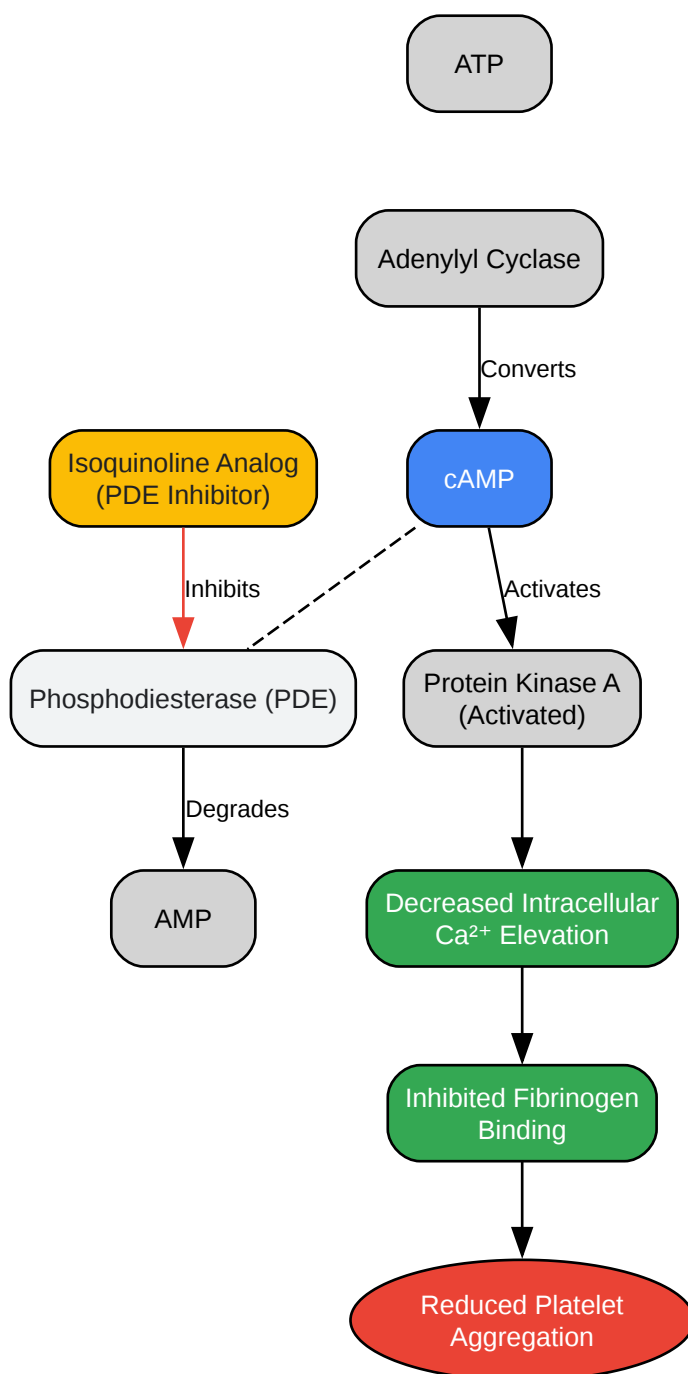 ATP
Adenylyl Cyclase
Converts
Isoquinoline Analog
(PDE Inhibitor)
cAMP
Inhibits
Activates
Phosphodiesterase (PDE)
Protein Kinase A
(Activated)
Degrades
AMP
Decreased Intracellular
Ca²⁺ Elevation
Inhibited Fibrinogen
Binding
Reduced Platelet
Aggregation